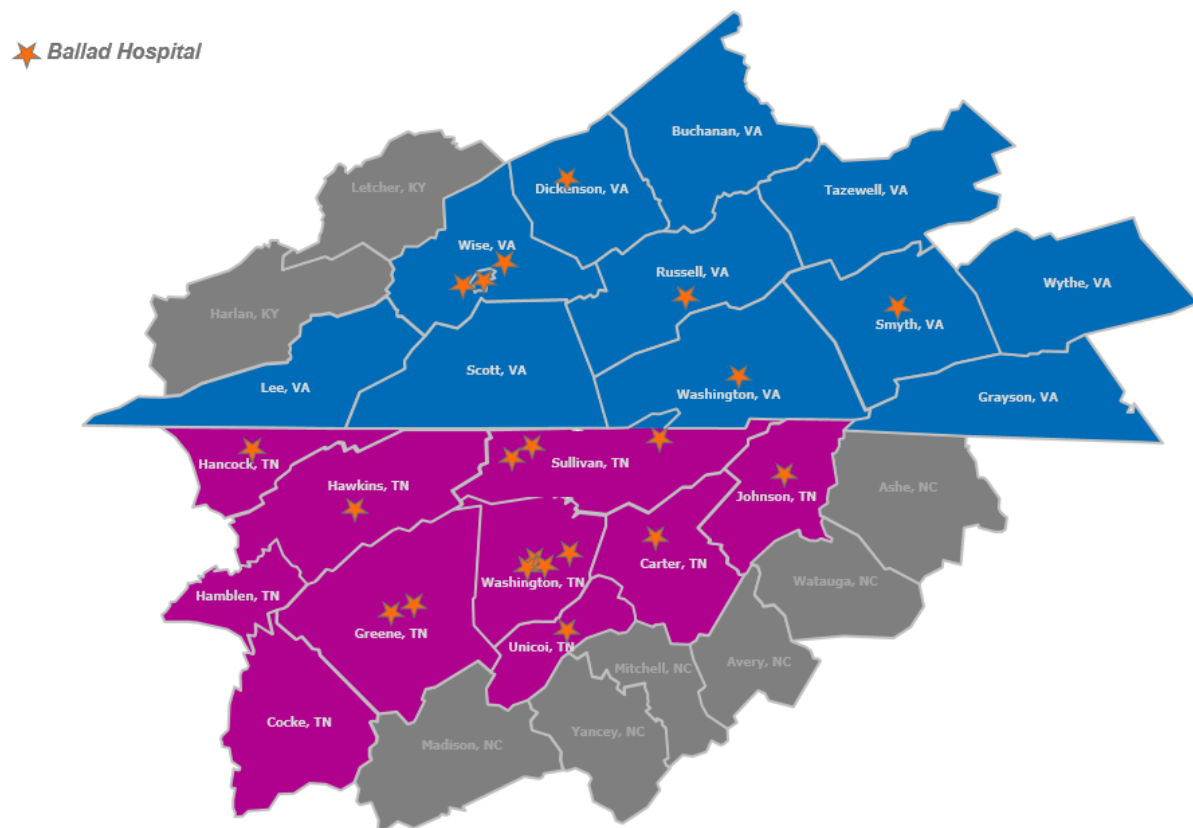 Ballad Hospital
Buchanan, VA
Letcher, KY
Dickenson, VA
Tazewell, VA
Wise, VA
Russell, VA
Wythe, VA
Harlan, KY
Smyth, VA
Scott, VA
Lee, VA
Washington, VA
Grayson, VA
Hancock, TN
Sullivan, TN
Hawkins, TN
Johnson, TN
Ashe, NC
Carter, TN
Washington, TN
Watauga, NC
Hamblen, TN
Greene, TN
Unicoi, TN
Mitchell, NC
Avery, NC
Cocke, TN
Yancey, NC
Madison, NC